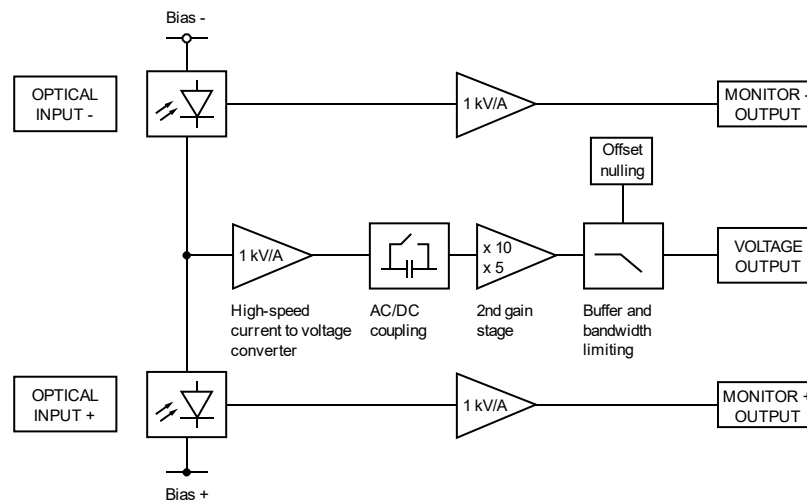 Bias -
OPTICAL
INPUT -
1 kV/A
MONITOR -
OUTPUT
Offset
nulling
1 kV/A
x 10
x 5
VOLTAGE
OUTPUT
High-speed
current to voltage
converter
AC/DC
coupling
2nd gain
stage
Buffer and
bandwidth
limiting
OPTICAL
INPUT +
1 kV/A
MONITOR +
OUTPUT
Bias +